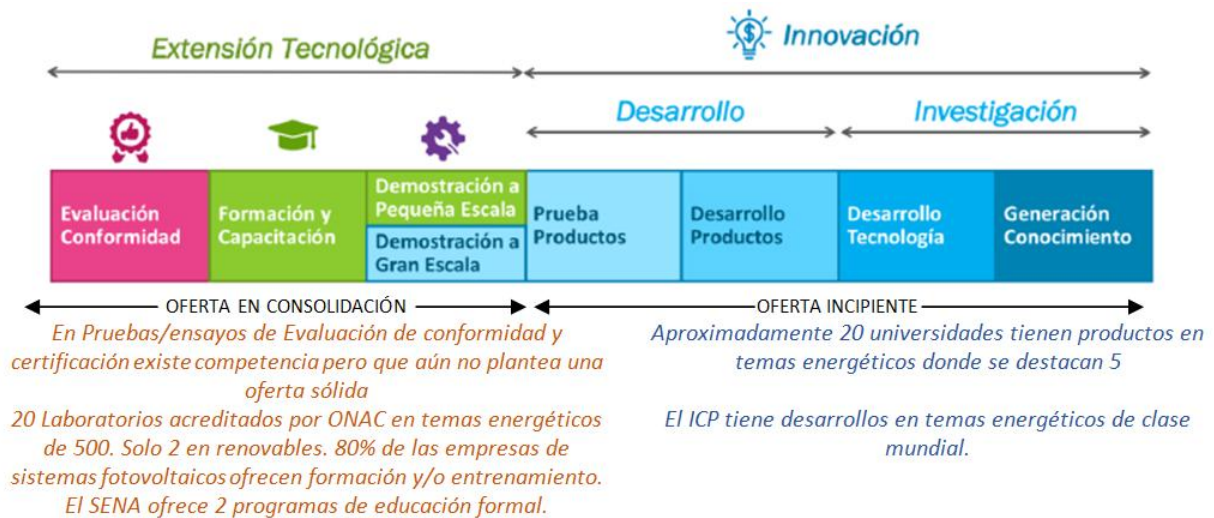 Extensión Tecnológica
Innovación
Desarrollo
Investigación
Evaluación
Conformidad
Formación y
Capacitación
Demostración a
Pequeña Escala
Demostración a
Gran Escala
Prueba
Productos
Desarrollo
Productos
Desarrollo
Tecnología
Generación
Conocimiento
OFERTA EN CONSOLIDACIÓN
OFERTA INCIPIENTE
En Pruebas/ensayos de Evaluación de conformidad y
certificación existe competencia pero que aún no plantea una
oferta sólida
20 Laboratorios acreditados por ONAC en temas energéticos
de 500. Solo 2 en renovables. 80% de las empresas de
sistemas fotovoltaicos ofrecen formación y/o entrenamiento.
El SENA ofrece 2 programas de educación formal.
Aproximadamente 20 universidades tienen productos en
temas energéticos donde se destacan 5
El ICP tiene desarrollos en temas energéticos de clase
mundial.